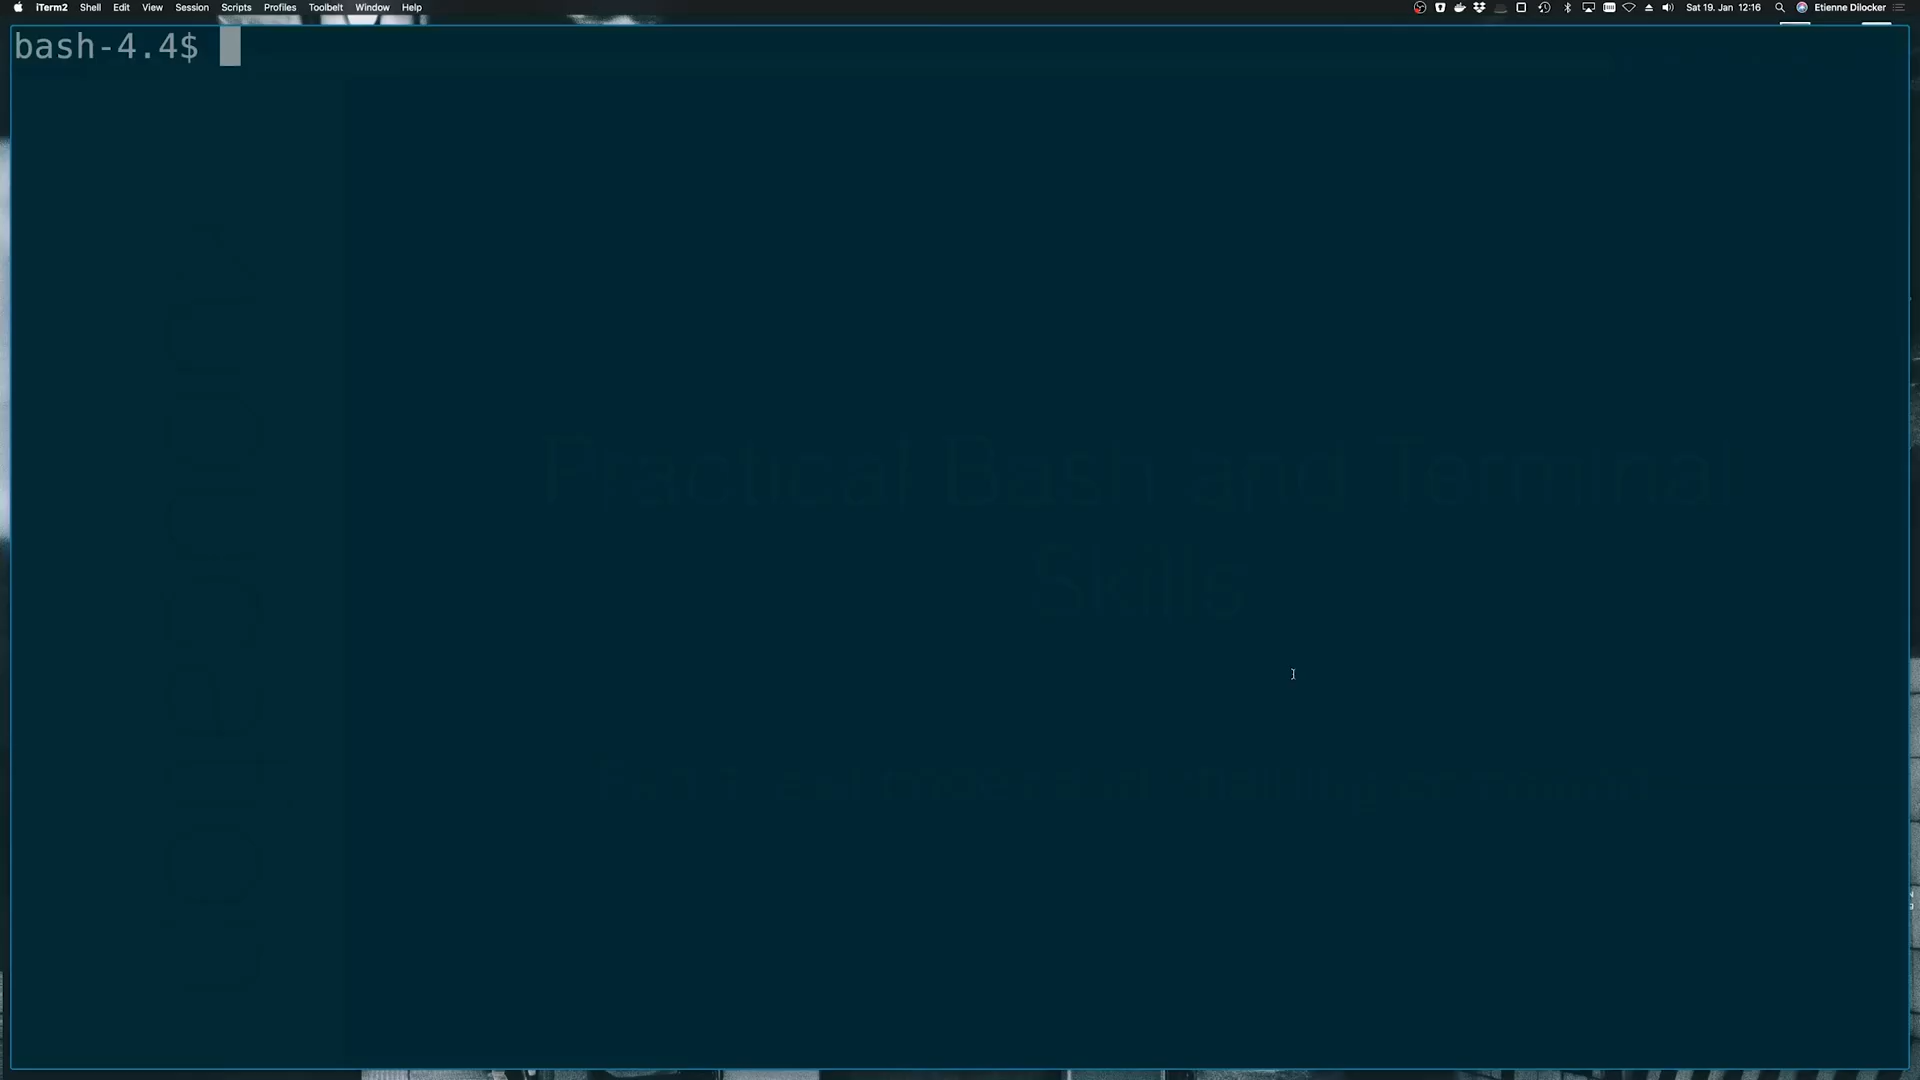 iTerm2 Shell Edit View Session Scripts Profiles Toolbelt Window Help Sat 19. Jan 12:16 Etienne Dilocker
bash-4.4$
Practical Bash and Terminal
Skills